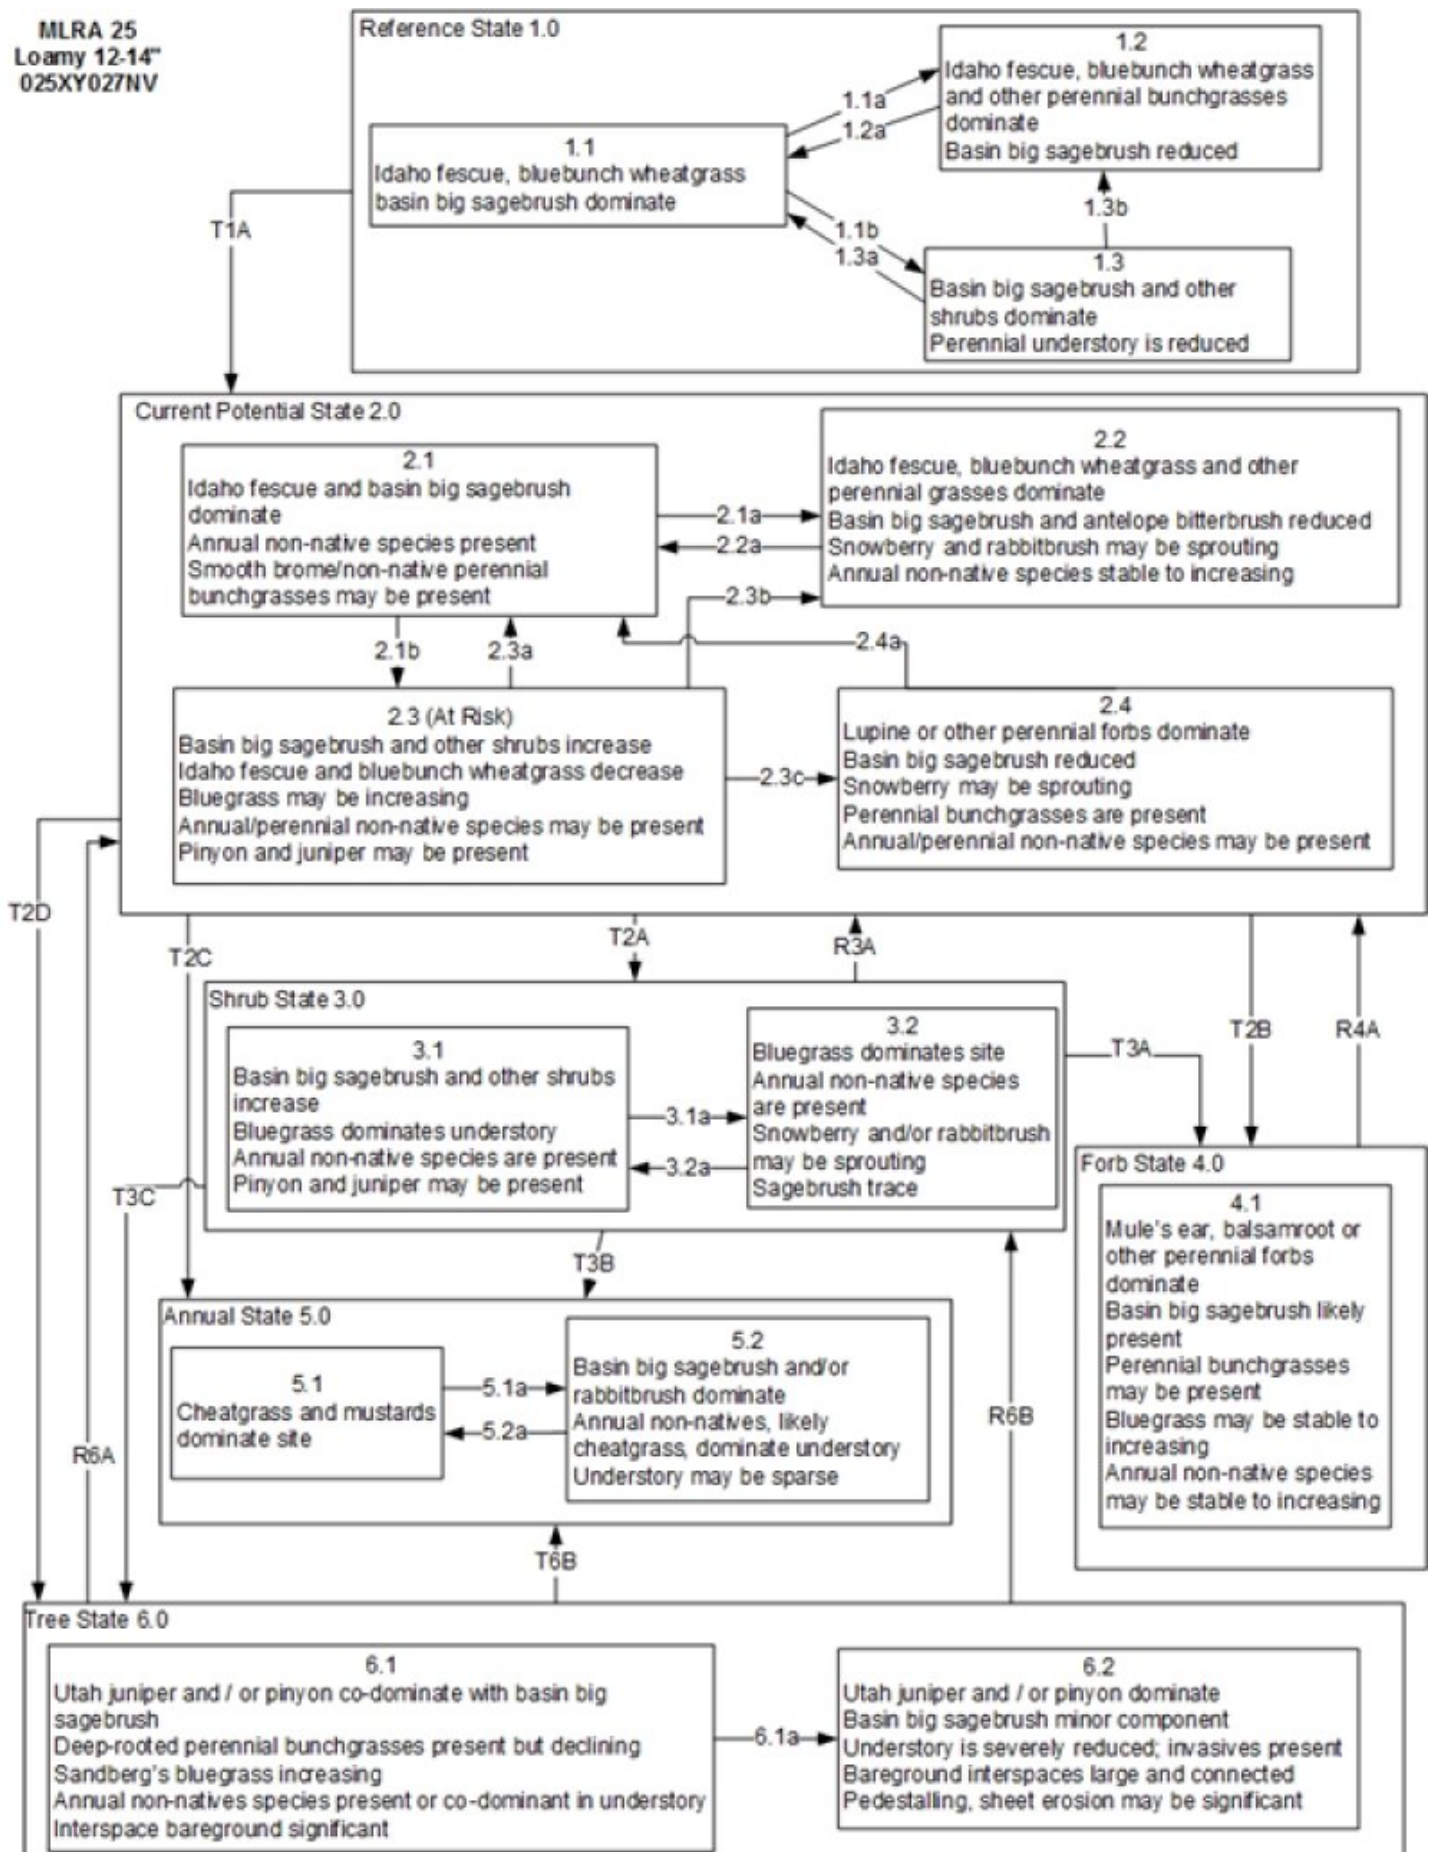 MLRA 25
Loamy 12-14"
025XY027NV
Reference State 1.0
1.1
Idaho fescue, bluebunch wheatgrass
basin big sagebrush dominate
1.1a
1.2a
1.2
Idaho fescue, bluebunch wheatgrass
and other perennial bunchgrasses
dominate
Basin big sagebrush reduced
1.3b
1.1b
1.3a
1.3
Basin big sagebrush and other
shrubs dominate
Perennial understory is reduced
T1A
Current Potential State 2.0
2.1
Idaho fescue and basin big sagebrush
dominate
Annual non-native species present
Smooth brome/non-native perennial
bunchgrasses may be present
2.1a
2.2a
2.2
Idaho fescue, bluebunch wheatgrass and other
perennial grasses dominate
Basin big sagebrush and antelope bitterbrush reduced
Snowberry and rabbitbrush may be sprouting
Annual non-native species stable to increasing
2.3b
2.1b
2.3a
2.4a
2.3 (At Risk)
Basin big sagebrush and other shrubs increase
Idaho fescue and bluebunch wheatgrass decrease
Bluegrass may be increasing
Annual/perennial non-native species may be present
Pinyon and juniper may be present
2.3c
2.4
Lupine or other perennial forbs dominate
Basin big sagebrush reduced
Snowberry may be sprouting
Perennial bunchgrasses are present
Annual/perennial non-native species may be present
T2D
T2C
T2A
R3A
T2B
R4A
Shrub State 3.0
3.1
Basin big sagebrush and other shrubs
increase
Bluegrass dominates understory
Annual non-native species are present
Pinyon and juniper may be present
3.1a
3.2a
3.2
Bluegrass dominates site
Annual non-native species
are present
Snowberry and/or rabbitbrush
may be sprouting
Sagebrush trace
T3A
T3C
T3B
Forb State 4.0
4.1
Mule's ear, balsamroot or
other perennial forbs
dominate
Basin big sagebrush likely
present
Perennial bunchgrasses
may be present
Bluegrass may be stable to
increasing
Annual non-native species
may be stable to increasing
Annual State 5.0
5.1
Cheatgrass and mustards
dominate site
5.1a
5.2a
5.2
Basin big sagebrush and/or
rabbitbrush dominate
Annual non-natives, likely
cheatgrass, dominate understory
Understory may be sparse
R6A
R6B
T6B
Tree State 6.0
6.1
Utah juniper and / or pinyon co-dominate with basin big
sagebrush
Deep-rooted perennial bunchgrasses present but declining
Sandberg's bluegrass increasing
Annual non-natives species present or co-dominant in understory
Interspace bareground significant
6.1a
6.2
Utah juniper and / or pinyon dominate
Basin big sagebrush minor component
Understory is severely reduced; invasives present
Bareground interspaces large and connected
Pedestalling, sheet erosion may be significant